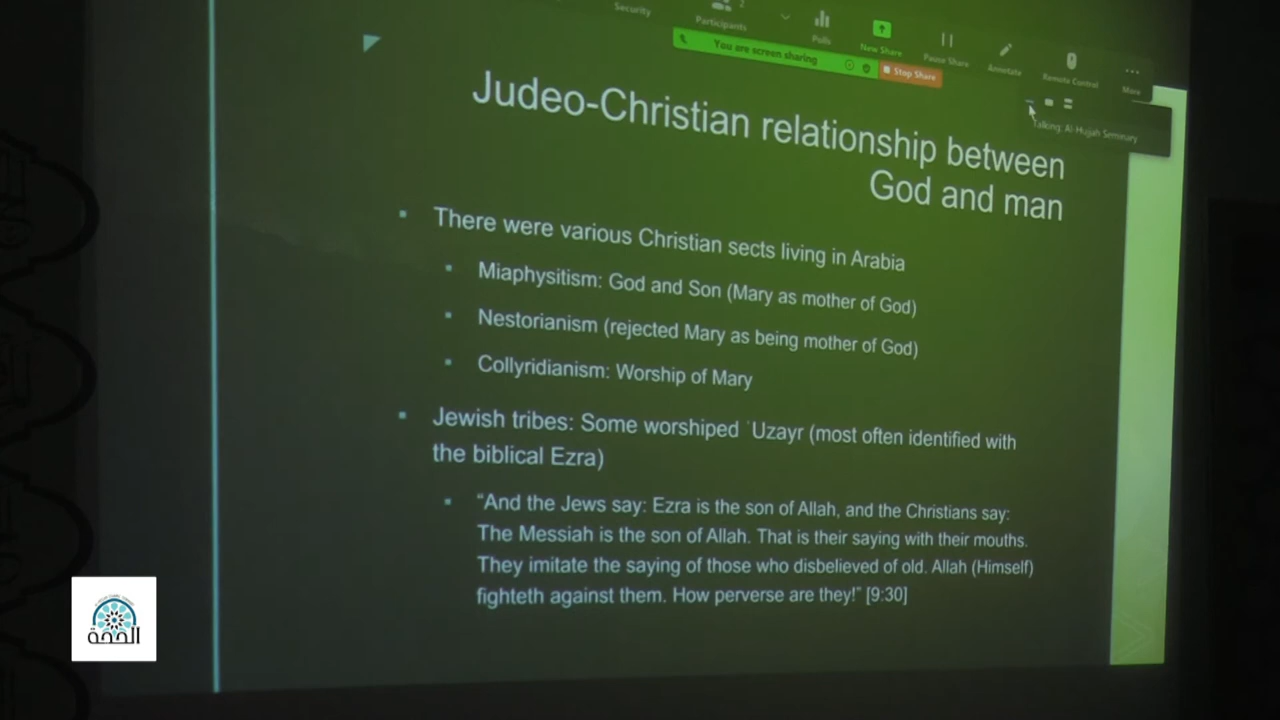 Security
Participants
2
Polls
New Share
Pause Share
Annotate
Remote Control
More
You are screen sharing
Stop Share
Talking: Al-Hujjah Seminary
Judeo-Christian relationship between
God and man
▪ There were various Christian sects living in Arabia
▪ Miaphysitism: God and Son (Mary as mother of God)
▪ Nestorianism (rejected Mary as being mother of God)
▪ Collyridianism: Worship of Mary
▪ Jewish tribes: Some worshiped ʿUzayr (most often identified with
the biblical Ezra)
▪ “And the Jews say: Ezra is the son of Allah, and the Christians say:
The Messiah is the son of Allah. That is their saying with their mouths.
They imitate the saying of those who disbelieved of old. Allah (Himself)
fighteth against them. How perverse are they!” [9:30]
الحجة